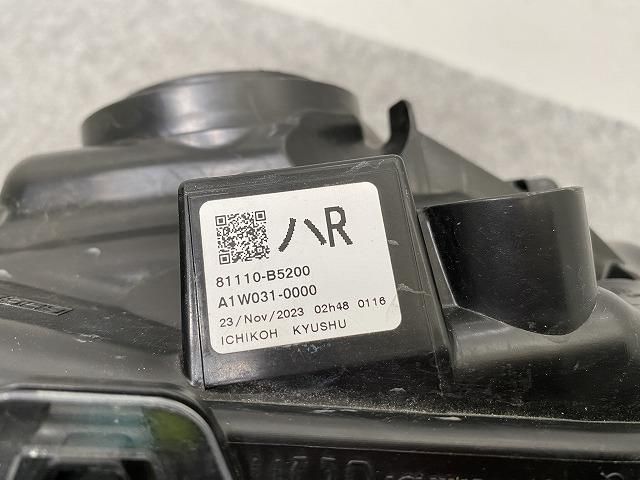 ハR
81110-B5200
A1W031-0000
23/Nov/2023 02h48 0116
ICHIKOH KYUSHU